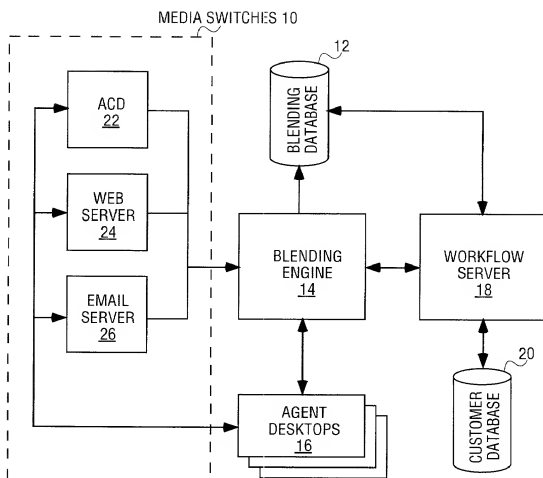 MEDIA SWITCHES 10
12
BLENDING
DATABASE
ACD
22
WEB
SERVER
24
EMAIL
SERVER
26
BLENDING
ENGINE
14
WORKFLOW
SERVER
18
AGENT
DESKTOPS
16
20
CUSTOMER
DATABASE